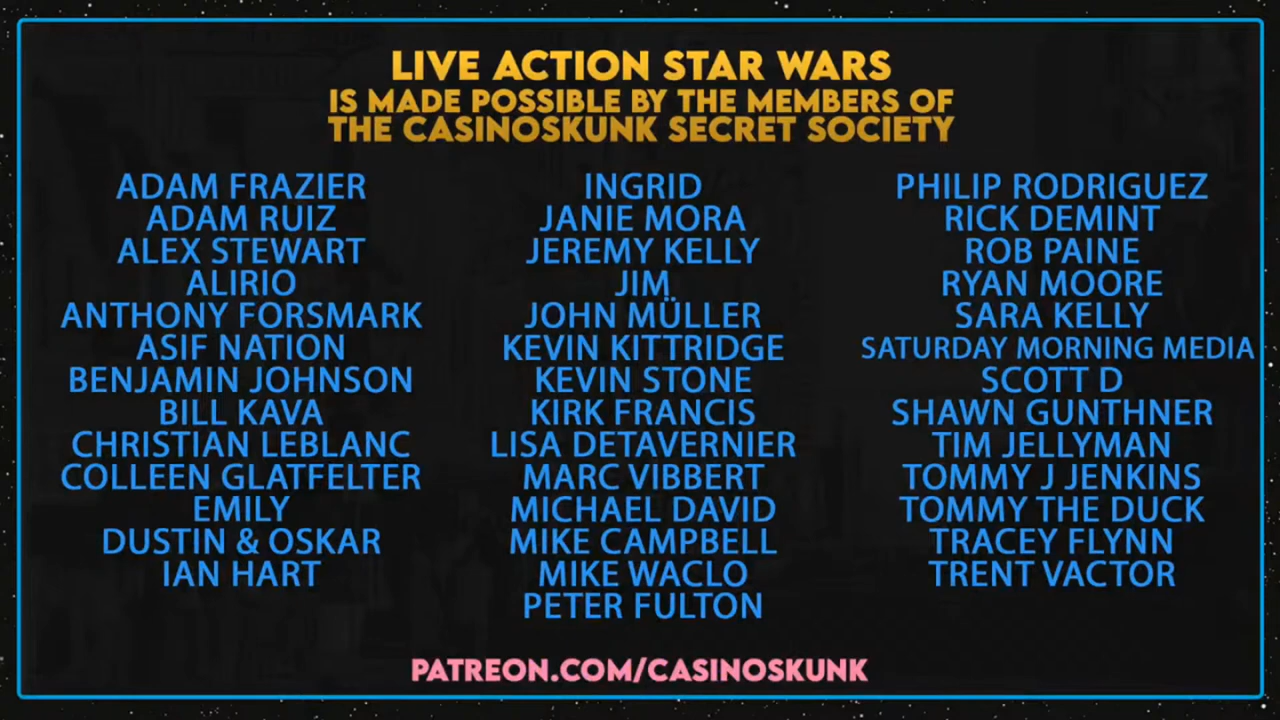 LIVE ACTION STAR WARS
IS MADE POSSIBLE BY THE MEMBERS OF
THE CASINOSKUNK SECRET SOCIETY
ADAM FRAZIER
ADAM RUIZ
ALEX STEWART
ALIRIO
ANTHONY FORSMARK
ASIF NATION
BENJAMIN JOHNSON
BILL KAVA
CHRISTIAN LEBLANC
COLLEEN GLATFELTER
EMILY
DUSTIN & OSKAR
IAN HART
INGRID
JANIE MORA
JEREMY KELLY
JIM
JOHN MÜLLER
KEVIN KITTRIDGE
KEVIN STONE
KIRK FRANCIS
LISA DETAVERNIER
MARC VIBBERT
MICHAEL DAVID
MIKE CAMPBELL
MIKE WACLO
PETER FULTON
PHILIP RODRIGUEZ
RICK DEMINT
ROB PAINE
RYAN MOORE
SARA KELLY
SATURDAY MORNING MEDIA
SCOTT D
SHAWN GUNTHNER
TIM JELLYMAN
TOMMY J JENKINS
TOMMY THE DUCK
TRACEY FLYNN
TRENT VACTOR
PATREON.COM/CASINOSKUNK